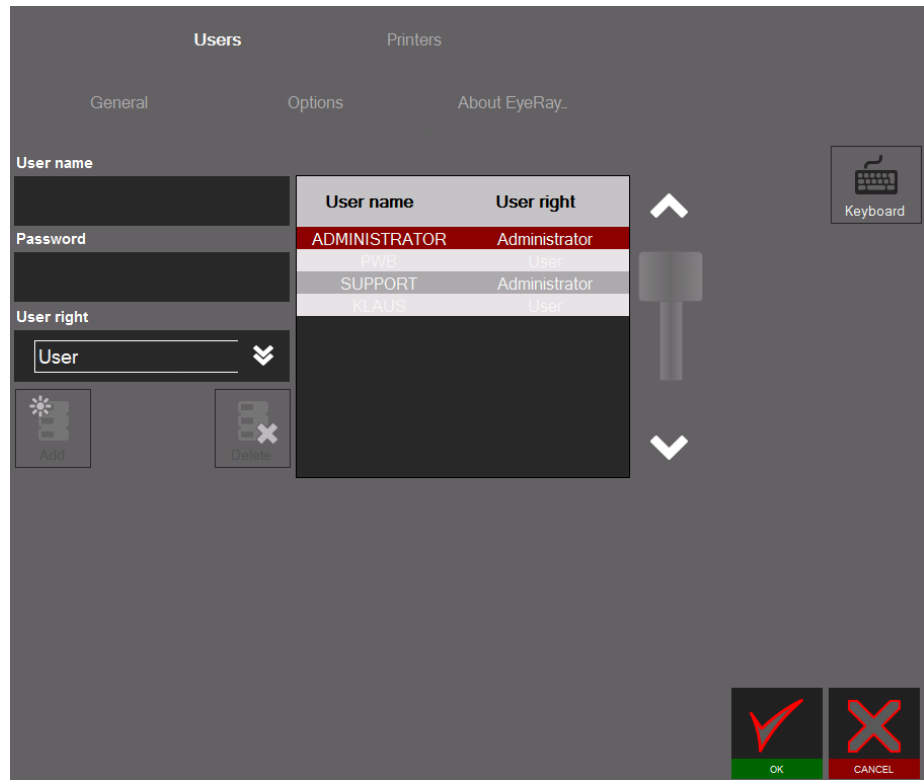 Users Printers
General Options About EyeRay_
User name
Keyboard
User name User right
Password
ADMINISTRATOR Administrator
PWB User
SUPPORT Administrator
KLAUS User
User right
User
Add Delete
OK CANCEL